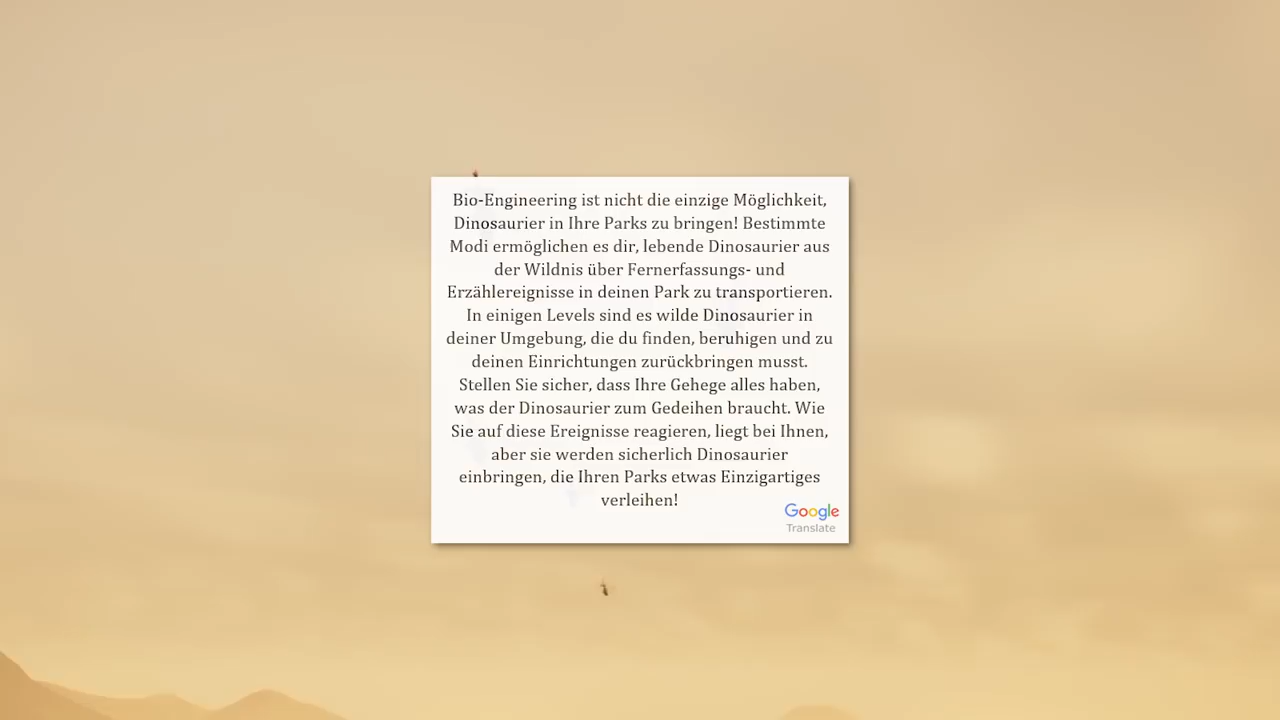 Bio-Engineering ist nicht die einzige Möglichkeit,
Dinosaurier in Ihre Parks zu bringen! Bestimmte
Modi ermöglichen es dir, lebende Dinosaurier aus
der Wildnis über Fernerfassungs- und
Erzählereignisse in deinen Park zu transportieren.
In einigen Levels sind es wilde Dinosaurier in
deiner Umgebung, die du finden, beruhigen und zu
deinen Einrichtungen zurückbringen musst.
Stellen Sie sicher, dass Ihre Gehege alles haben,
was der Dinosaurier zum Gedeihen braucht. Wie
Sie auf diese Ereignisse reagieren, liegt bei Ihnen,
aber sie werden sicherlich Dinosaurier
einbringen, die Ihren Parks etwas Einzigartiges
verleihen!
Google
Translate